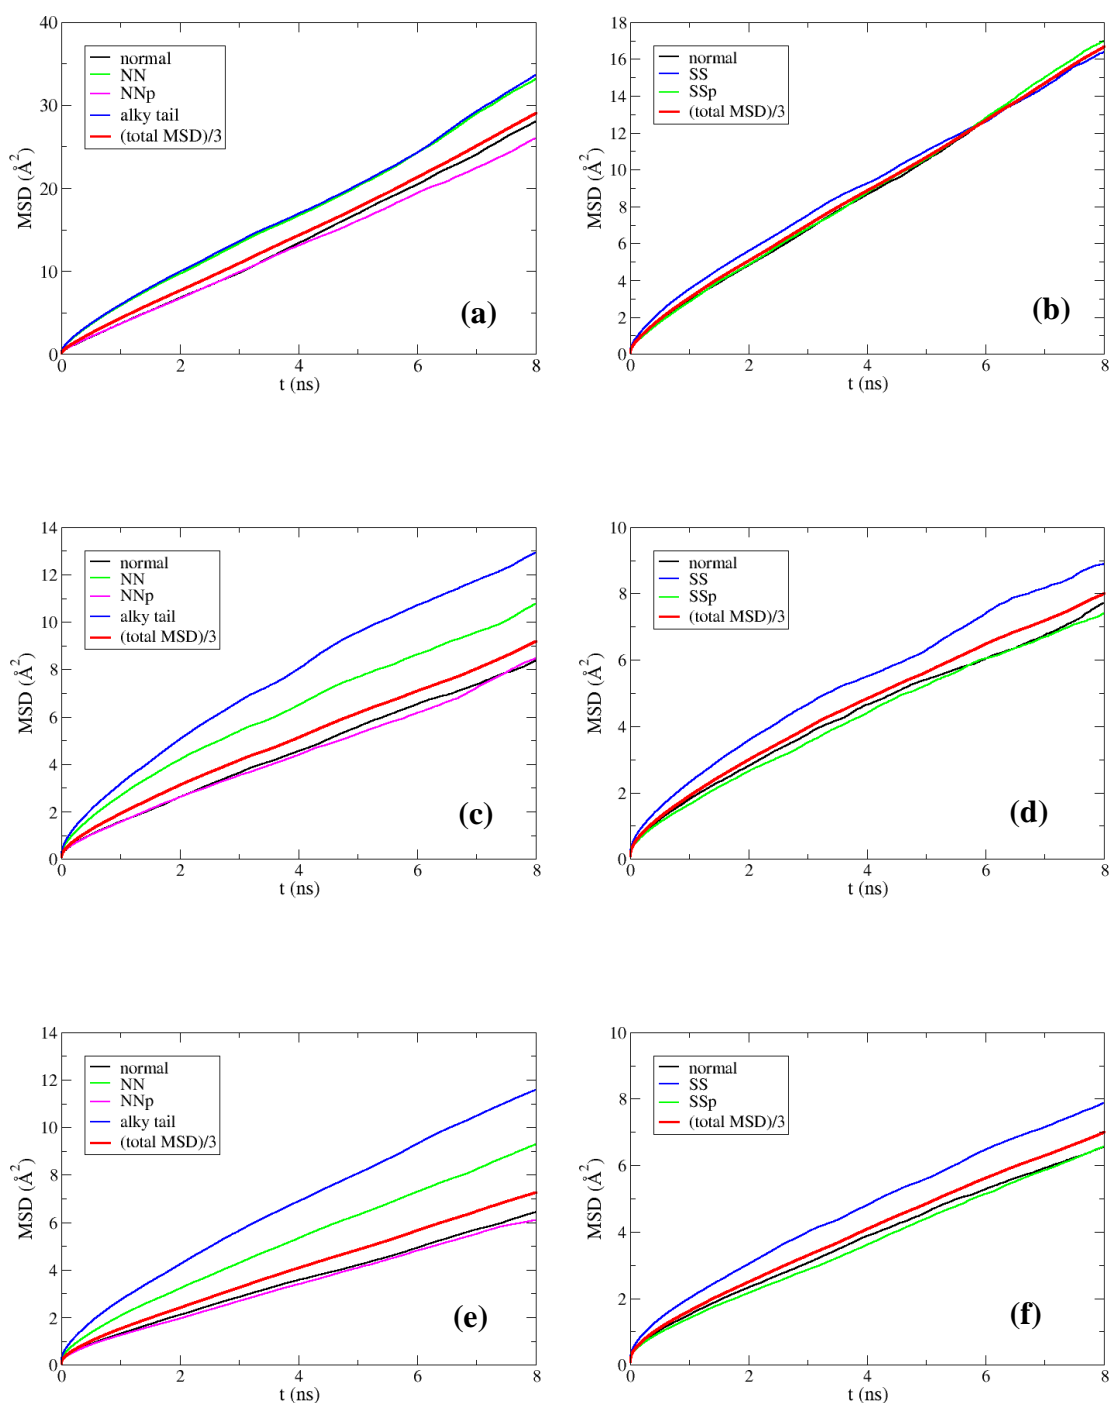 40
30
20
10
0
MSD (Å²)
normal
NN
NNp
alky tail
(total MSD)/3
(a)
0 2 4 6 8
t (ns)
18
16
14
12
10
8
6
4
2
0
MSD (Å²)
normal
SS
SSp
(total MSD)/3
(b)
0 2 4 6 8
t (ns)
14
12
10
8
6
4
2
0
MSD (Å²)
normal
NN
NNp
alky tail
(total MSD)/3
(c)
0 2 4 6 8
t (ns)
10
8
6
4
2
0
MSD (Å²)
normal
SS
SSp
(total MSD)/3
(d)
0 2 4 6 8
t (ns)
14
12
10
8
6
4
2
0
MSD (Å²)
normal
NN
NNp
alky tail
(total MSD)/3
(e)
0 2 4 6 8
t (ns)
10
8
6
4
2
0
MSD (Å²)
normal
SS
SSp
(total MSD)/3
(f)
0 2 4 6 8
t (ns)